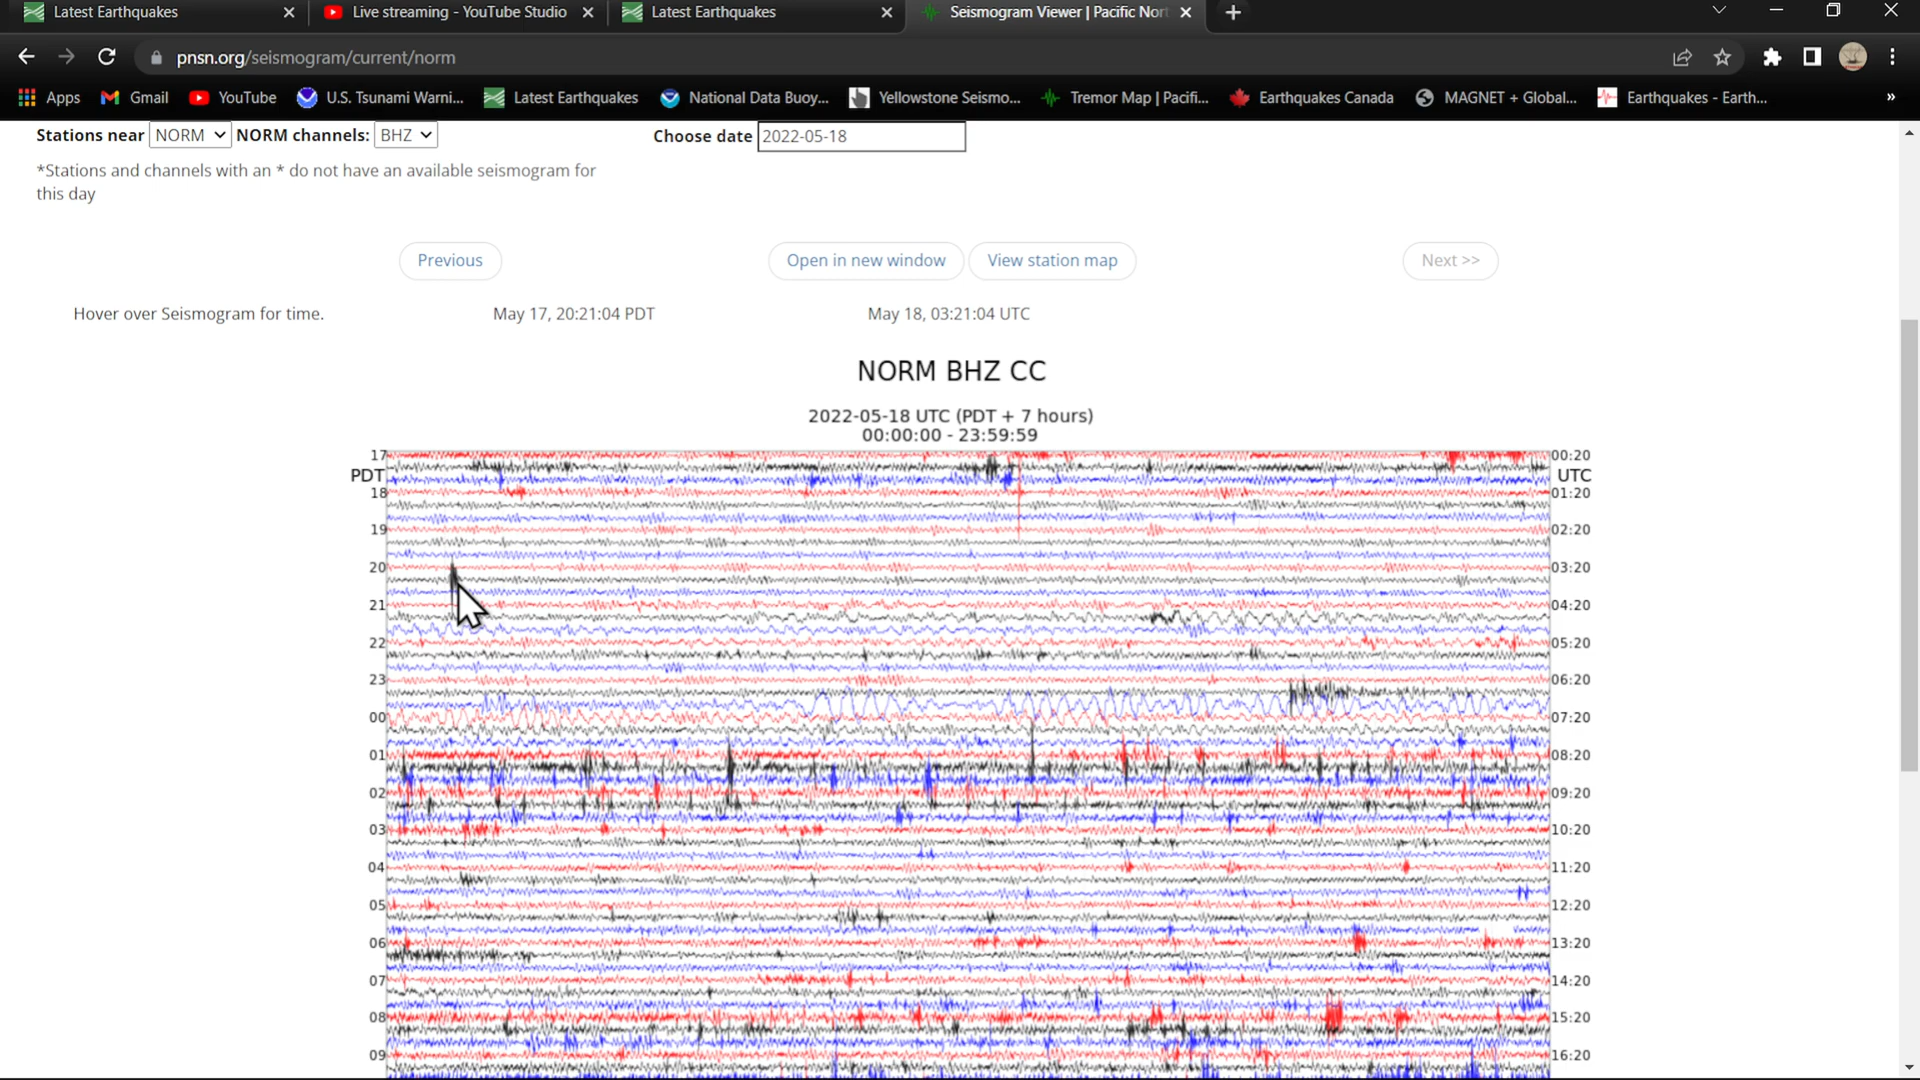 Latest Earthquakes
Live streaming - YouTube Studio
Latest Earthquakes
Seismogram Viewer | Pacific Nort
pnsn.org/seismogram/current/norm
Apps
Gmail
YouTube
U.S. Tsunami Warni...
Latest Earthquakes
National Data Buoy...
Yellowstone Seismo...
Tremor Map | Pacifi...
Earthquakes Canada
MAGNET + Global...
Earthquakes - Earth...
»
Stations near NORM NORM channels: BHZ
Choose date 2022-05-18
*Stations and channels with an * do not have an available seismogram for
this day
Previous
Open in new window
View station map
Next >>
Hover over Seismogram for time.
May 17, 20:21:04 PDT
May 18, 03:21:04 UTC
NORM BHZ CC
2022-05-18 UTC (PDT + 7 hours)
00:00:00 - 23:59:59
17 00:20
PDT UTC
18 01:20
19 02:20
20 03:20
21 04:20
22 05:20
23 06:20
00 07:20
01 08:20
02 09:20
03 10:20
04 11:20
05 12:20
06 13:20
07 14:20
08 15:20
09 16:20